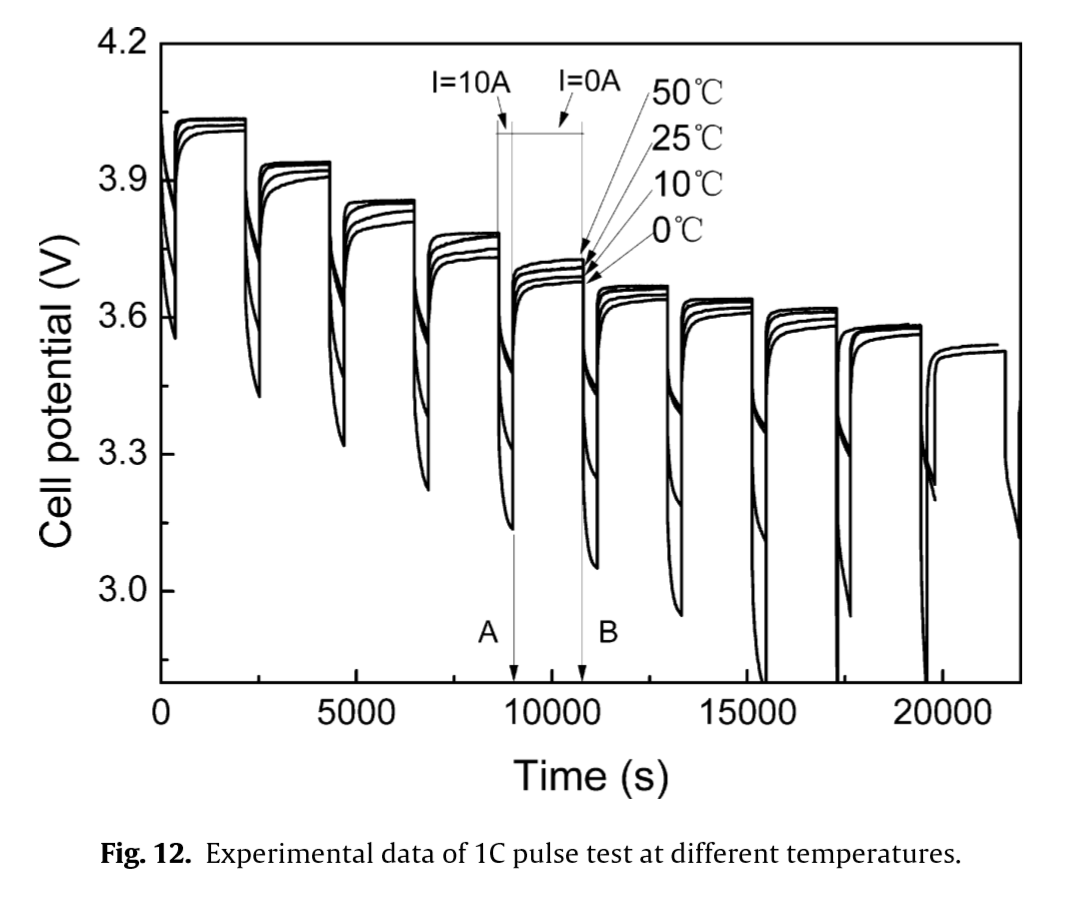 4.2
I=10A I=0A
50℃
25℃
3.9
10℃
0℃
Cell potential (V)
3.6
3.3
3.0
A B
0 5000 10000 15000 20000
Time (s)
Fig. 12. Experimental data of 1C pulse test at different temperatures.